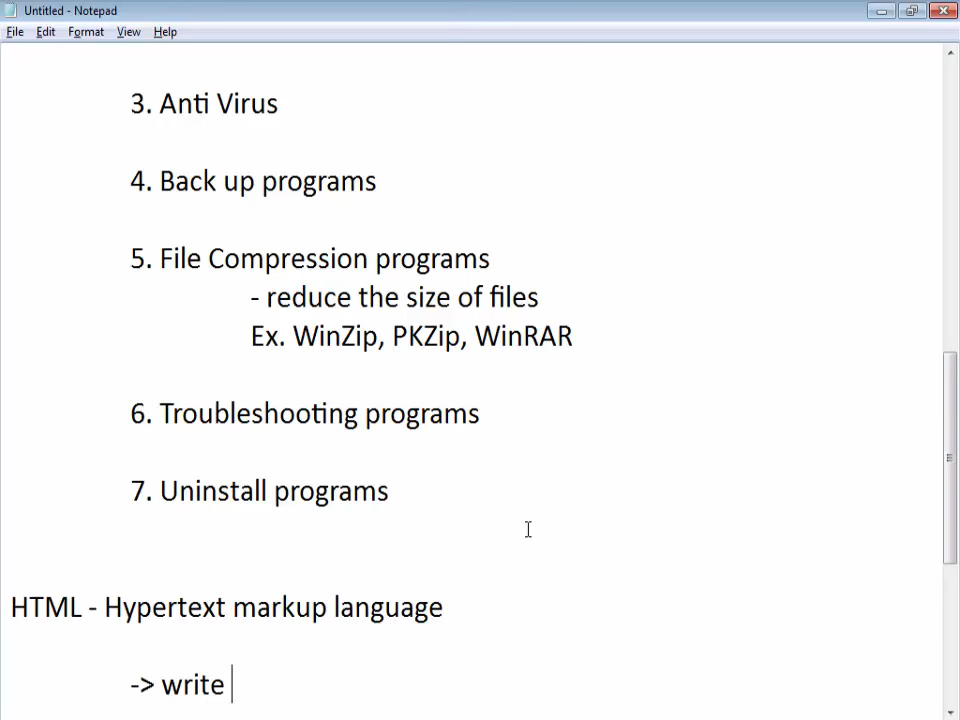 Untitled - Notepad
File Edit Format View Help
3. Anti Virus
4. Back up programs
5. File Compression programs
- reduce the size of files
Ex. WinZip, PKZip, WinRAR
6. Troubleshooting programs
7. Uninstall programs
HTML - Hypertext markup language
-> write